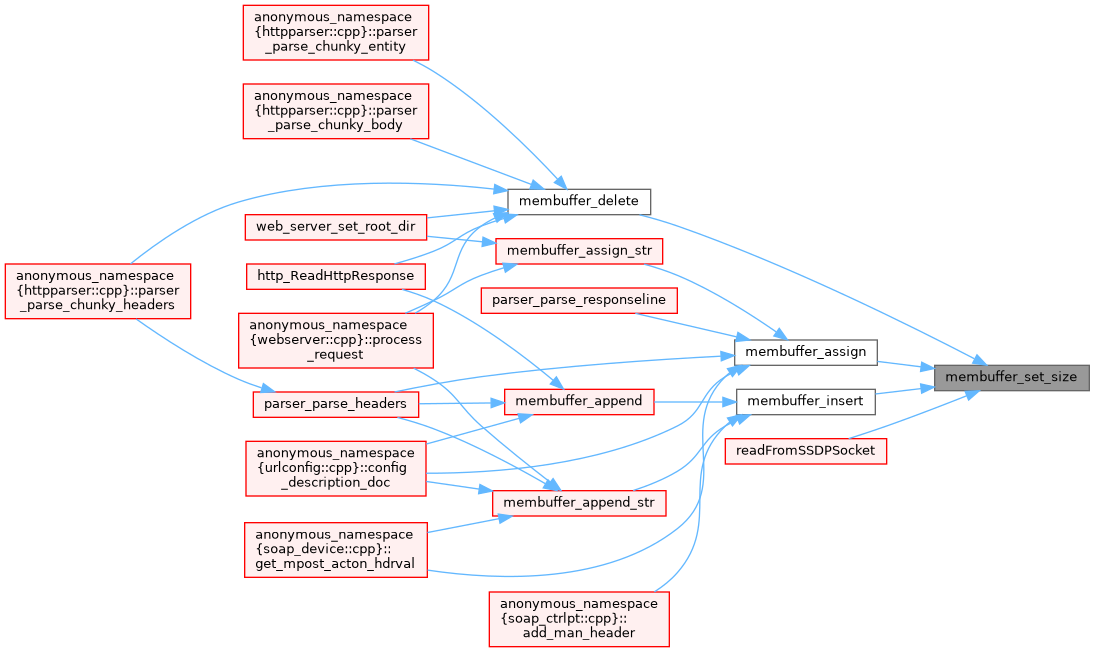 anonymous_namespace
{httpparser::cpp}::parser
_parse_chunky_entity
anonymous_namespace
{httpparser::cpp}::parser
_parse_chunky_body
membuffer_delete
web_server_set_root_dir
membuffer_assign_str
anonymous_namespace
{httpparser::cpp}::parser
_parse_chunky_headers
http_ReadHttpResponse
parser_parse_responseline
anonymous_namespace
{webserver::cpp}::process
_request
membuffer_assign
membuffer_set_size
parser_parse_headers
membuffer_append
membuffer_insert
anonymous_namespace
{urlconfig::cpp}::config
_description_doc
readFromSSDPSocket
membuffer_append_str
anonymous_namespace
{soap_device::cpp}::
get_mpost_acton_hdrval
anonymous_namespace
{soap_ctrlpt::cpp}::
add_man_header